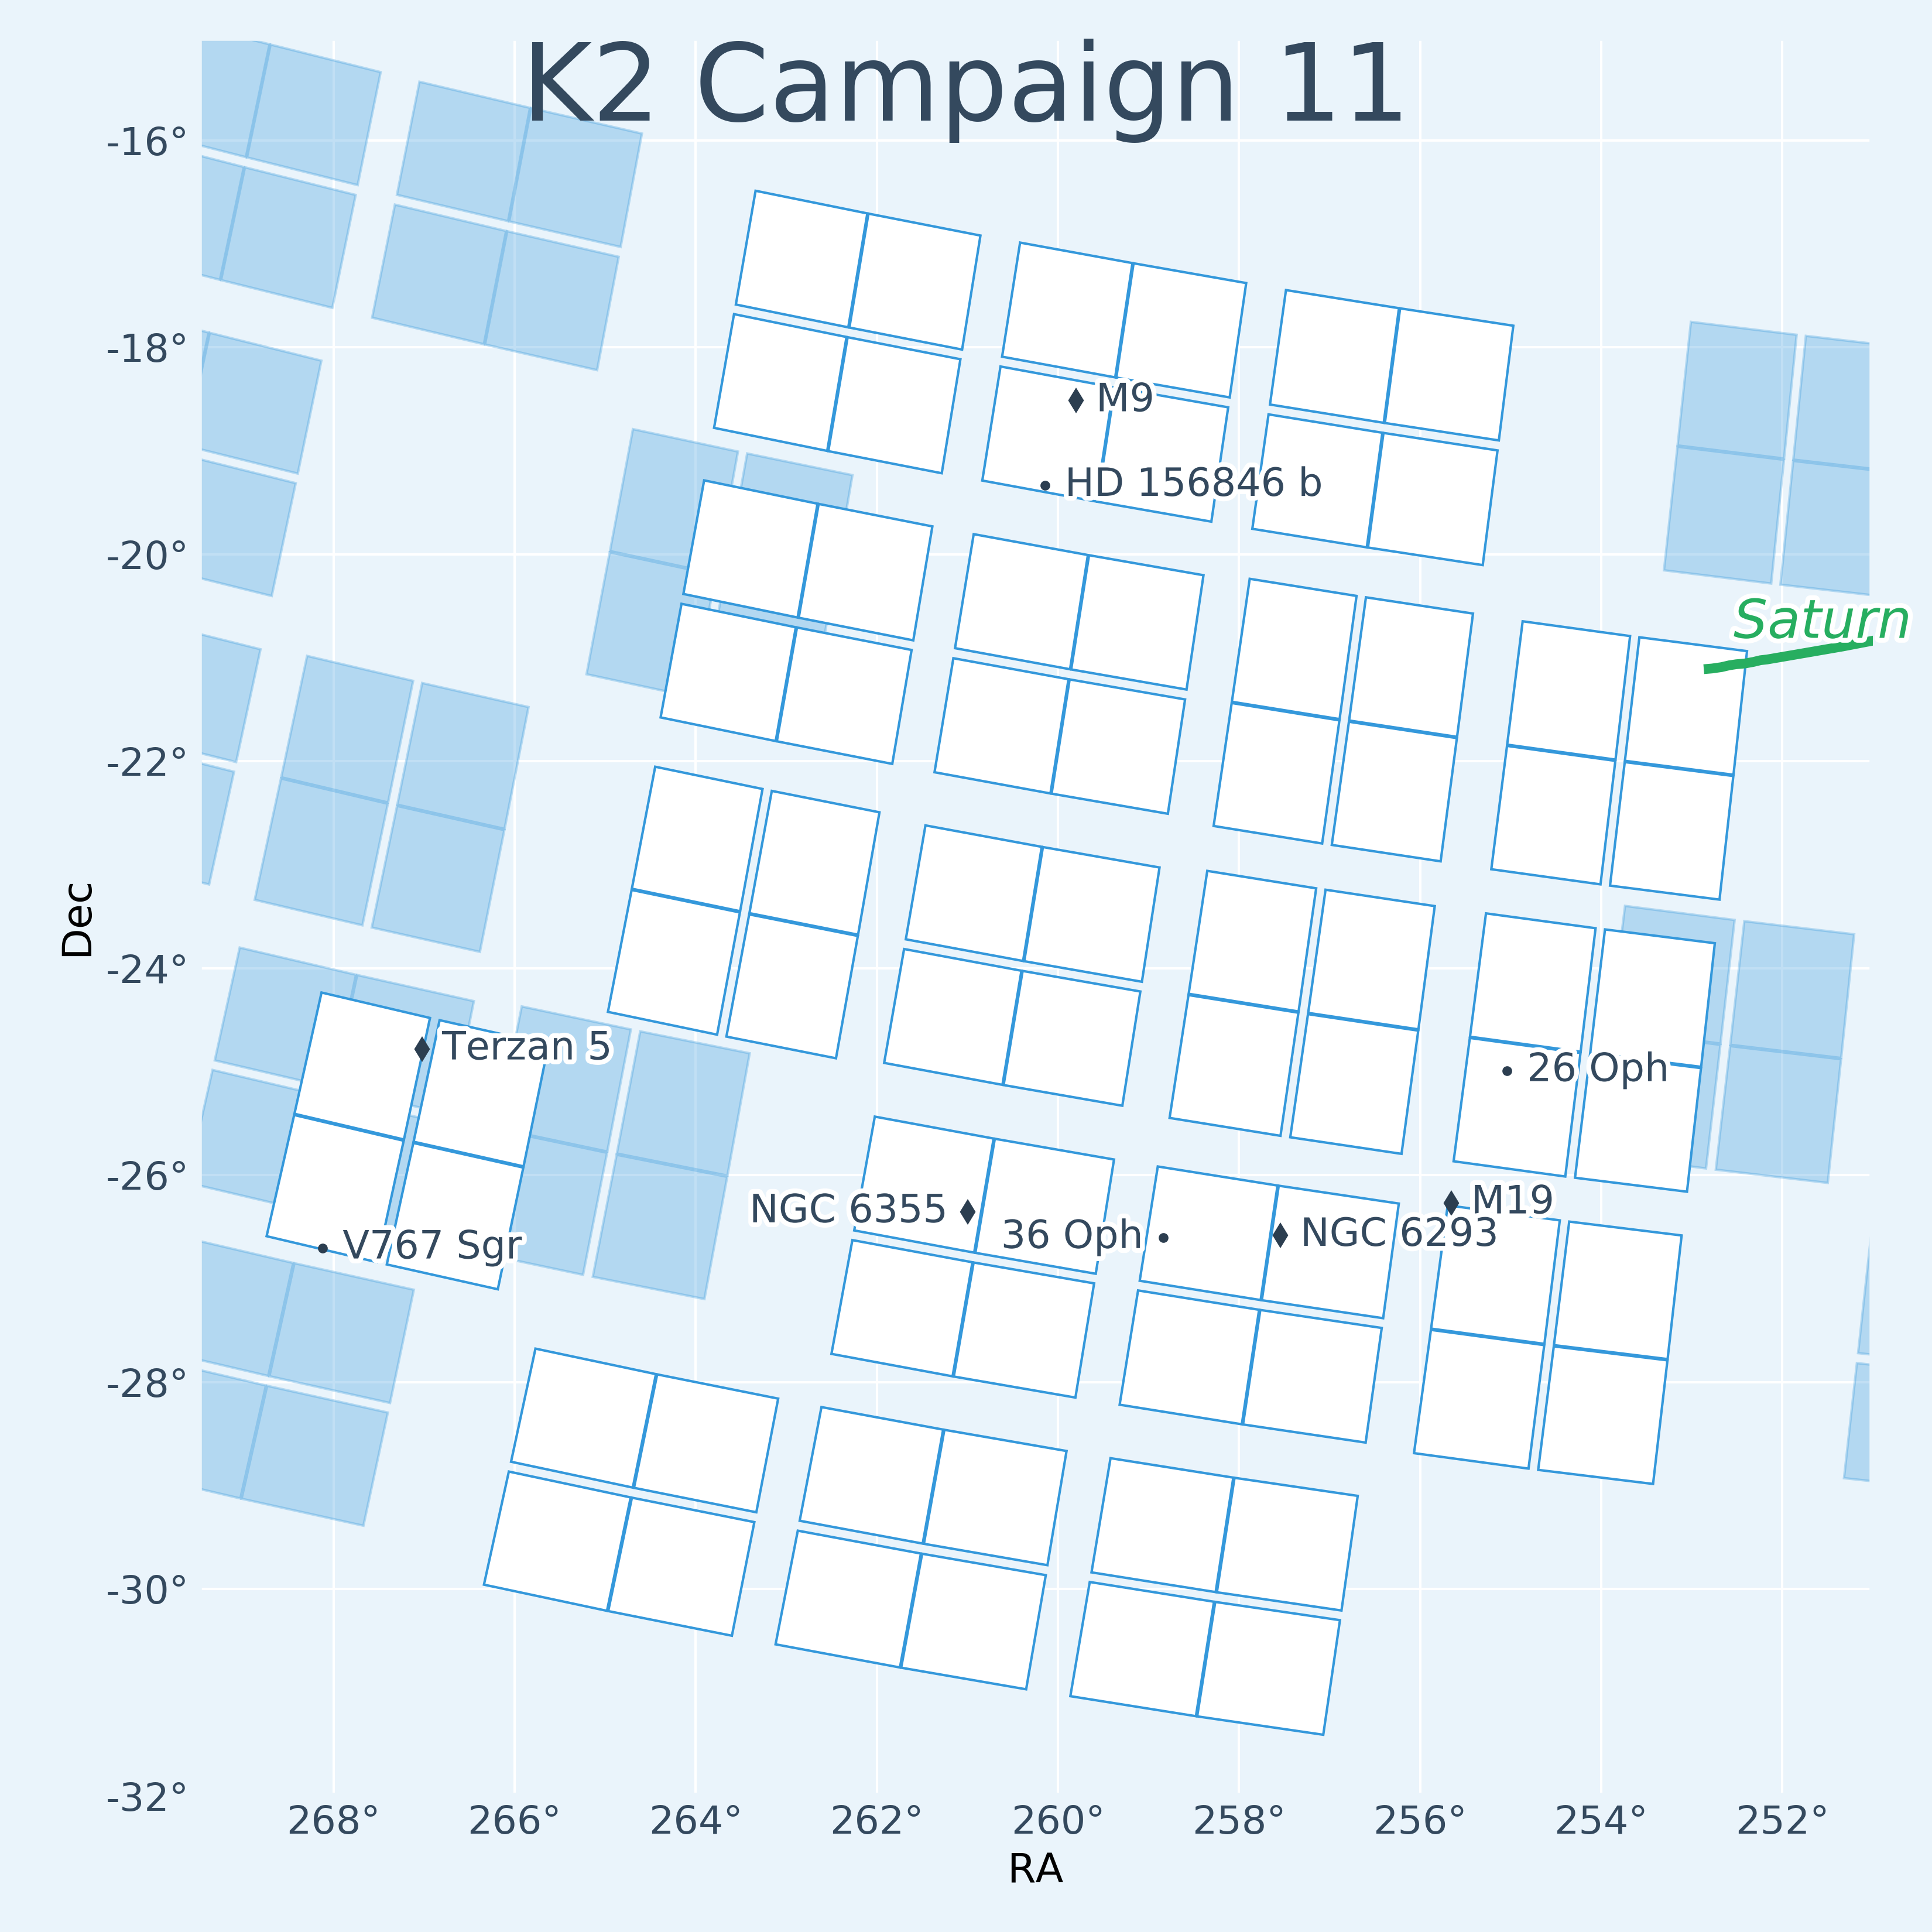 K2 Campaign 11
-16°
-18°
M9
HD 156846 b
-20°
Saturn
-22°
Dec
-24°
Terzan 5
26 Oph
-26°
NGC 6355
M19
36 Oph
NGC 6293
V767 Sgr
-28°
-30°
-32°
268° 266° 264° 262° 260° 258° 256° 254° 252°
RA